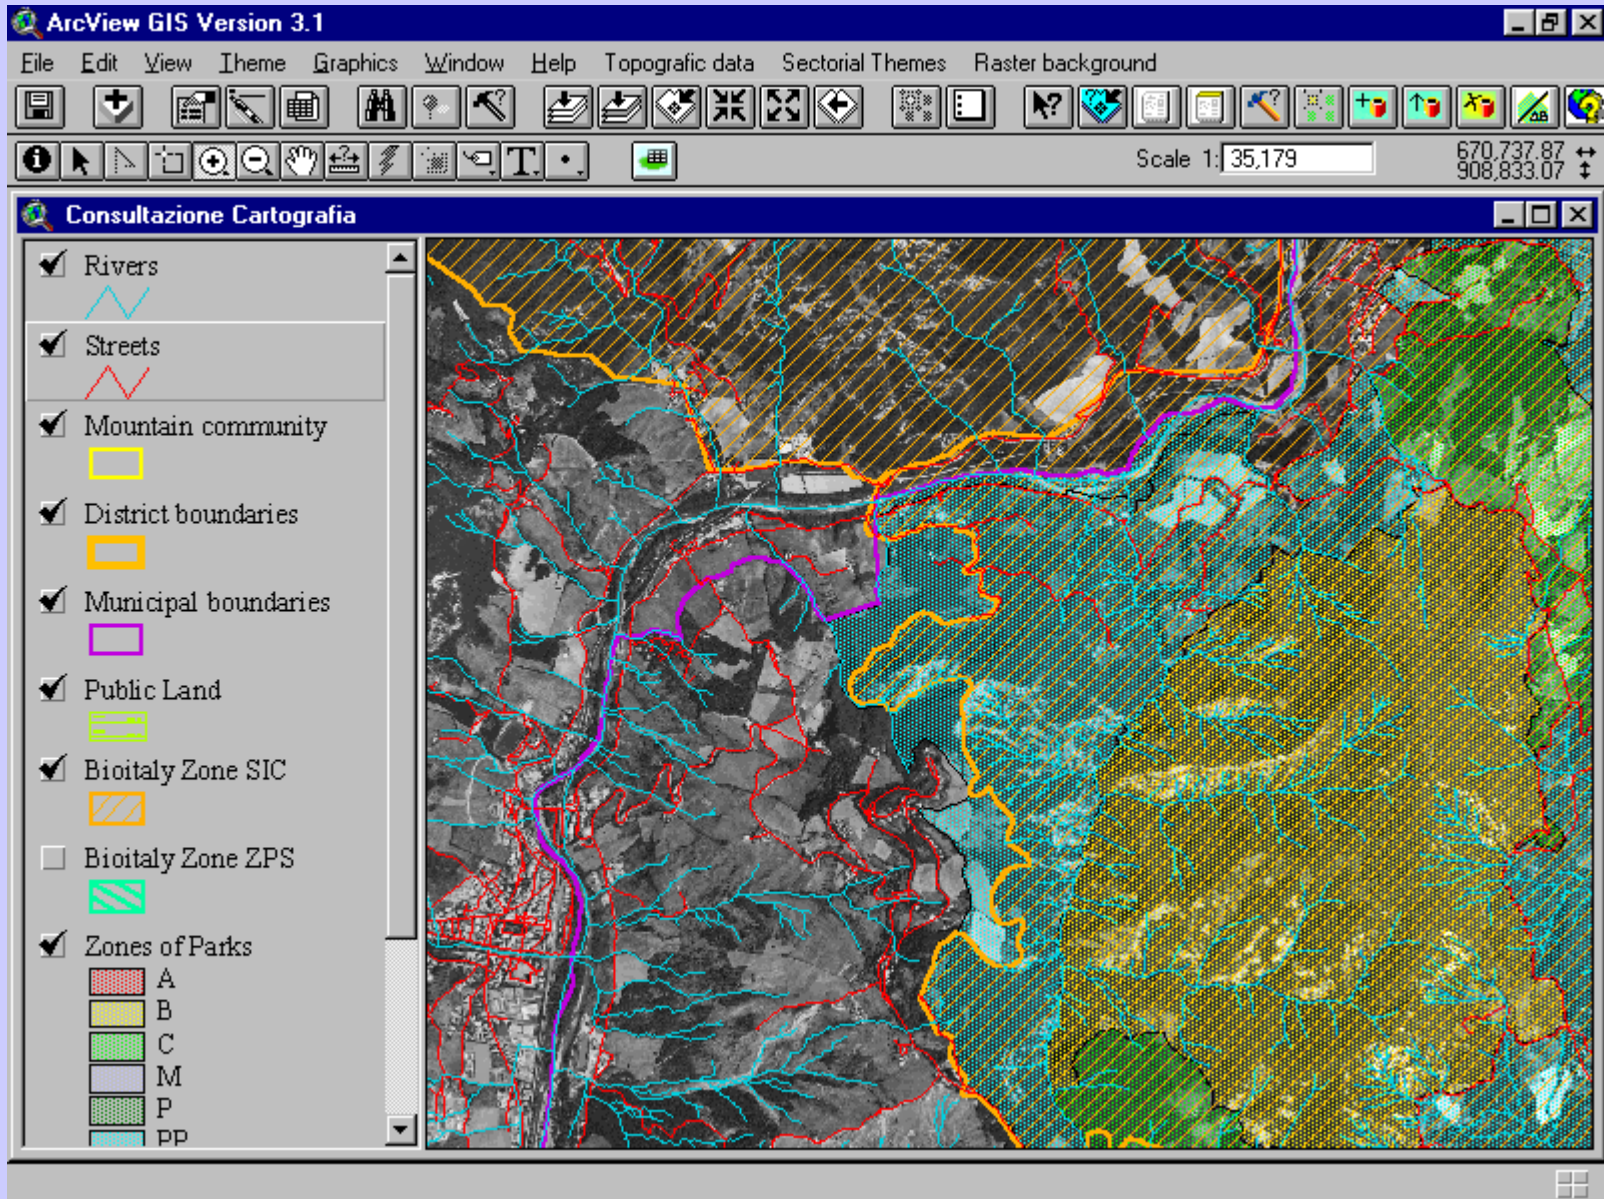 ArcView GIS Version 3.1
File Edit View Theme Graphics Window Help Topografic data Sectorial Themes Raster background
Scale 1: 35,179
670,737.87
908,833.07
Consultazione Cartografia
Rivers
Streets
Mountain community
District boundaries
Municipal boundaries
Public Land
Bioitaly Zone SIC
Bioitaly Zone ZPS
Zones of Parks
A
B
C
M
P
PP